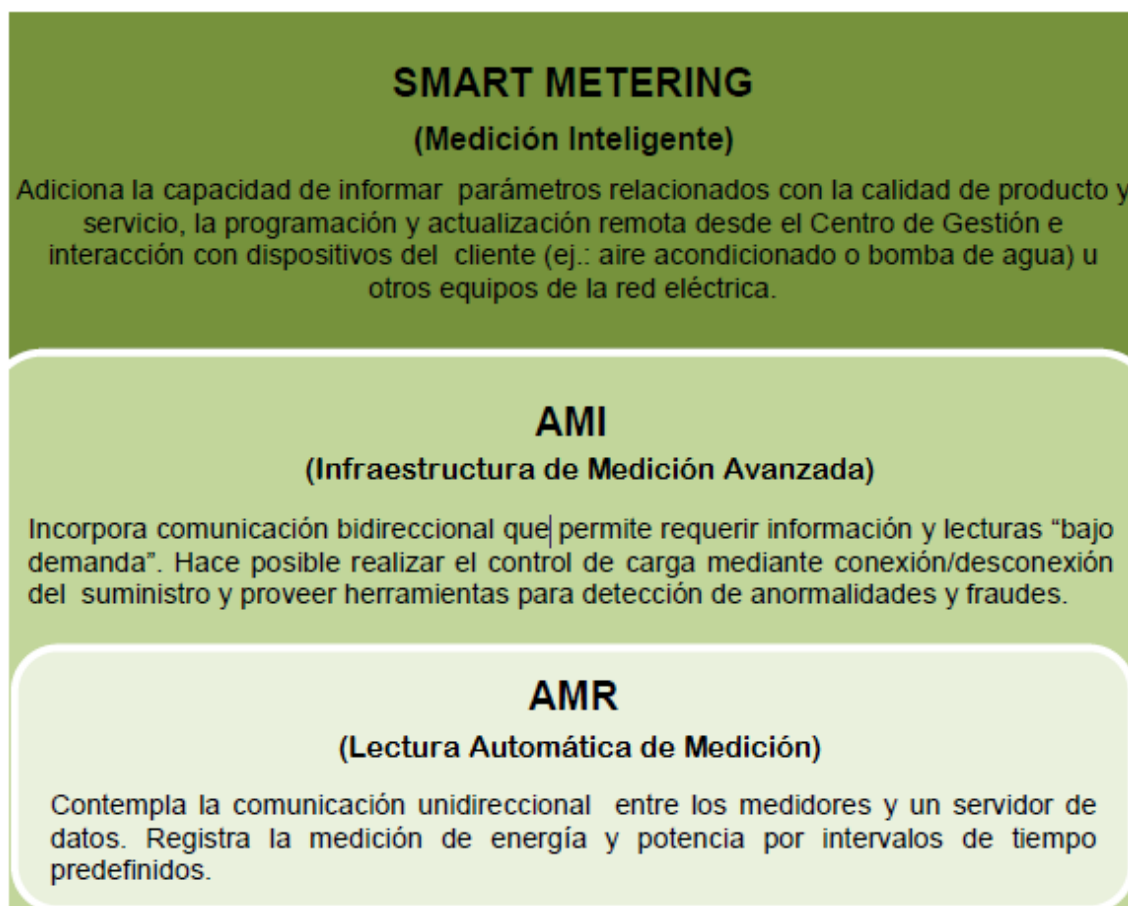 SMART METERING
(Medición Inteligente)
Adiciona la capacidad de informar parámetros relacionados con la calidad de producto y
servicio, la programación y actualización remota desde el Centro de Gestión e
interacción con dispositivos del cliente (ej.: aire acondicionado o bomba de agua) u
otros equipos de la red eléctrica.
AMI
(Infraestructura de Medición Avanzada)
Incorpora comunicación bidireccional que permite requerir información y lecturas “bajo
demanda”. Hace posible realizar el control de carga mediante conexión/desconexión
del suministro y proveer herramientas para detección de anormalidades y fraudes.
AMR
(Lectura Automática de Medición)
Contempla la comunicación unidireccional entre los medidores y un servidor de
datos. Registra la medición de energía y potencia por intervalos de tiempo
predefinidos.